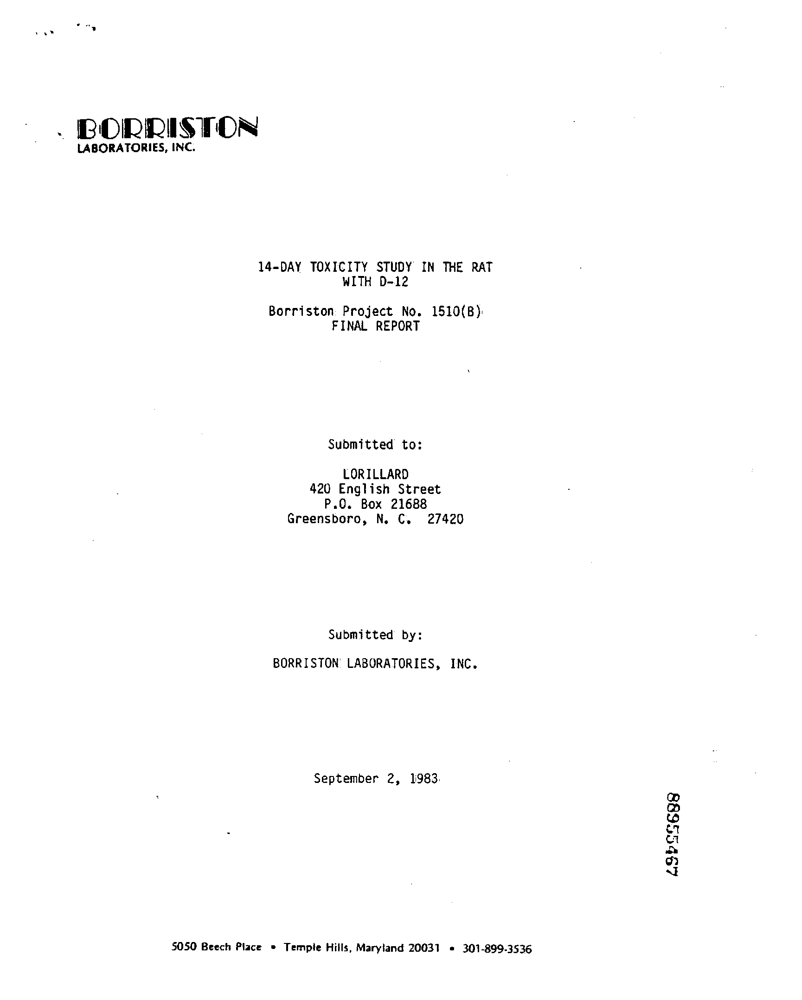 BORRISTON
LABORATORIES, INC.
14-DAY TOXICITY STUDY IN THE RAT
WITH D-12
Borriston Project No. 1510(B)
FINAL REPORT
Submitted to:
LORILLARD
420 English Street
P.O. Box 21688
Greensboro, N. C. 27420
Submitted by:
BORRISTON LABORATORIES, INC.
September 2, 1983
88955467
5050 Beech Place • Temple Hills, Maryland 20031 • 301-899-3536